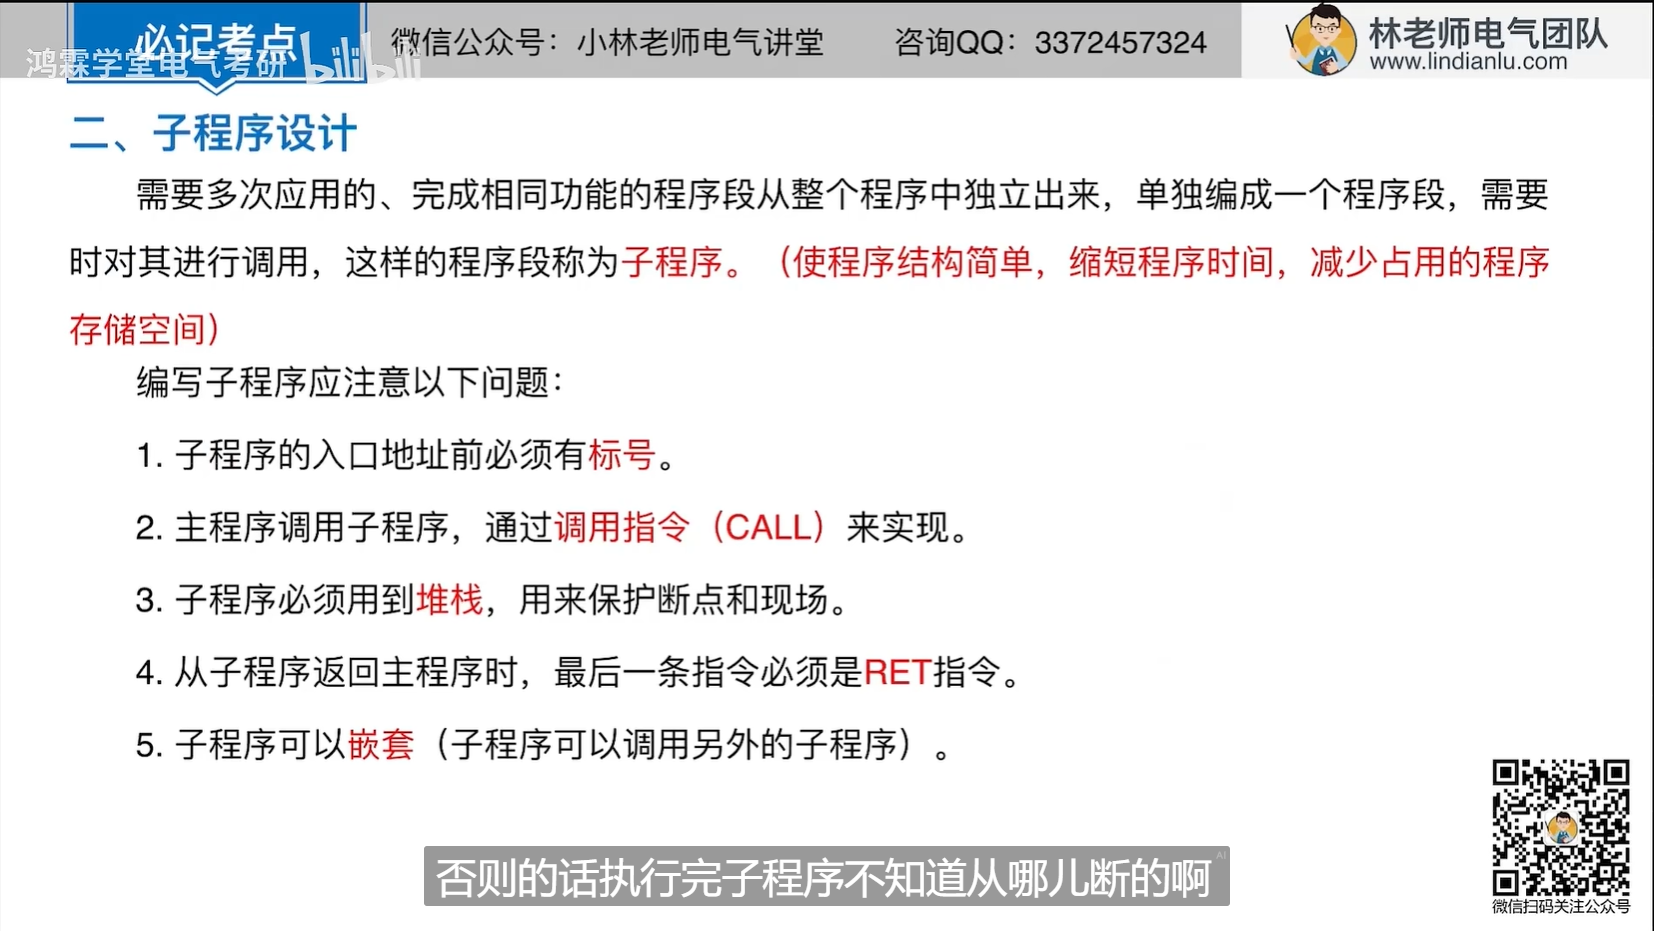 必记考点
鸿霖学堂电气考研 bilibili
微信公众号：小林老师电气讲堂 咨询QQ：3372457324
林老师电气团队
www.lindianlu.com
二、子程序设计
需要多次应用的、完成相同功能的程序段从整个程序中独立出来，单独编成一个程序段，需要
时对其进行调用，这样的程序段称为子程序。（使程序结构简单，缩短程序时间，减少占用的程序
存储空间）
编写子程序应注意以下问题：
1. 子程序的入口地址前必须有标号。
2. 主程序调用子程序，通过调用指令（CALL）来实现。
3. 子程序必须用到堆栈，用来保护断点和现场。
4. 从子程序返回主程序时，最后一条指令必须是RET指令。
5. 子程序可以嵌套（子程序可以调用另外的子程序）。
否则的话执行完子程序不知道从哪儿断的啊
AI
微信扫码关注公众号